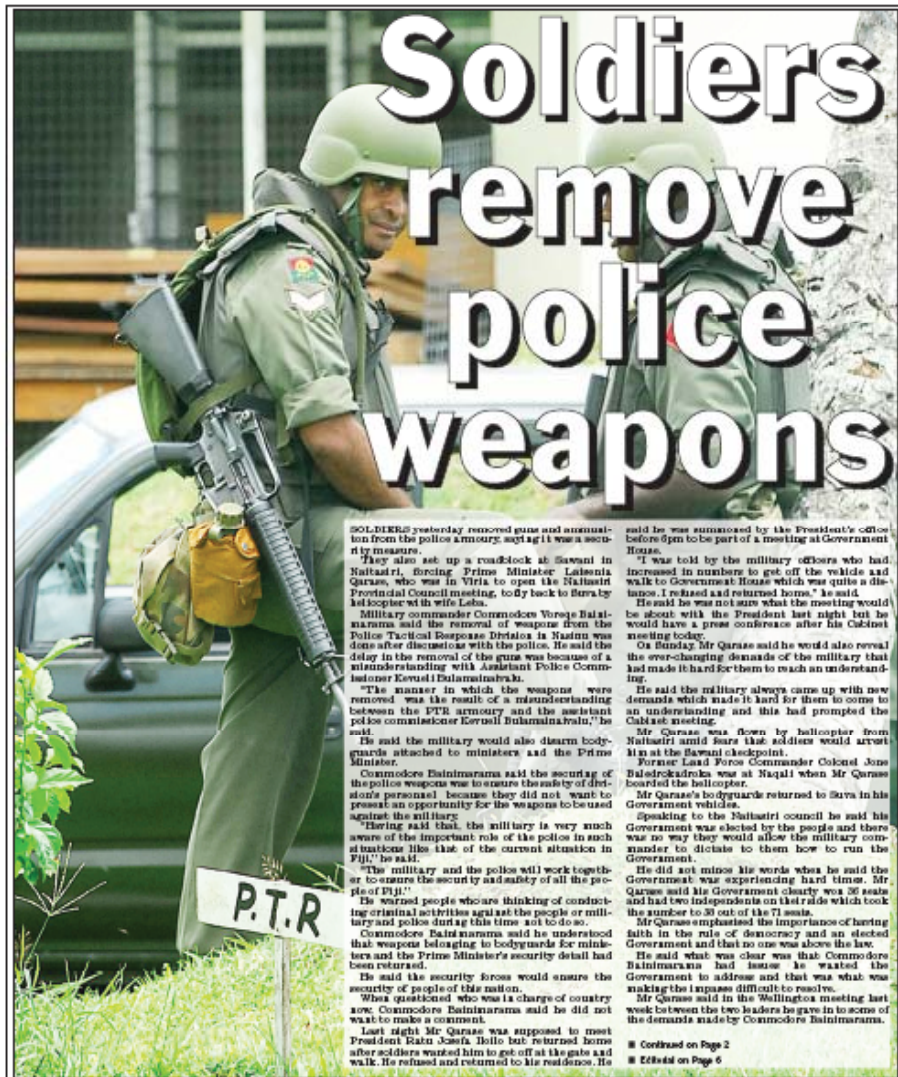 Soldiers
remove
police
weapons
P.T.R
SOLDIERS yesterday removed guns and ammuni-
tion from the police armoury, saying it was a secu-
rity measure.
They also set up a roadblock at Sawani in
Naitasiri, forcing Prime Minister Laisenia
Qarase, who was in Viria to open the Naitasiri
Provincial Council meeting, to fly back to Suva by
helicopter with wife Leba.
Military commander Commodore Voreqe Baini-
marama said the removal of weapons from the
Police Tactical Response Division in Nasinu was
done after discussions with the police. He said the
delay in the removal of the guns was because of a
misunderstanding with Assistant Police Comm-
issioner Kevueli Bulamainaivalu.
"The manner in which the weapons were
removed was the result of a misunderstanding
between the PTR armoury and the assistant
police commissioner Kevueli Bulamainaivalu," he
said.
He said the military would also disarm body-
guards attached to ministers and the Prime
Minister.
Commodore Bainimarama said the securing of
the police weapons was to ensure the safety of divi-
sion's personnel because they did not want to
present an opportunity for the weapons to be used
against the military.
"Having said that, the military is very much
aware of the important role of the police in such
situations like that of the current situation in
Fiji," he said.
"The military and the police will work togeth-
er to ensure the security and safety of all the peo-
ple of Fiji."
He warned people who are thinking of conduct-
ing criminal activities against the people or mili-
tary and police during this time not to do so.
Commodore Bainimarama said he understood
that weapons belonging to bodyguards for minis-
ters and the Prime Minister's security detail had
been returned.
He said the security forces would ensure the
security of people of this nation.
When questioned who was in charge of country
now, Commodore Bainimarama said he did not
want to make a comment.
Last night Mr Qarase was supposed to meet
President Ratu Josefa Iloilo but returned home
after soldiers wanted him to get off at the gate and
walk. He refused and returned to his residence. He
said he was summoned by the President's office
before 6pm to be part of a meeting at Government
House.
"I was told by the military officers who had
increased in numbers to get off the vehicle and
walk to Government House which was quite a dis-
tance. I refused and returned home," he said.
He said he was not sure what the meeting would
be about with the President last night but he
would have a press conference after his Cabinet
meeting today.
On Sunday, Mr Qarase said he would also reveal
the ever-changing demands of the military that
had made it hard for them to reach an understand-
ing.
He said the military always came up with new
demands which made it hard for them to come to
an understanding and this had prompted the
Cabinet meeting.
Mr Qarase was flown by helicopter from
Naitasiri amid fears that soldiers would arrest
him at the Sawani checkpoint.
Former Land Force Commander Colonel Jone
Baledrokadroka was at Naqali when Mr Qarase
boarded the helicopter.
Mr Qarase's bodyguards returned to Suva in his
Government vehicles.
Speaking to the Naitasiri council he said his
Government was elected by the people and there
was no way they would allow the military com-
mander to dictate to them how to run the
Government.
He did not mince his words when he said the
Government was experiencing hard times. Mr
Qarase said his Government clearly won 36 seats
and had two independents on their side which took
the number to 38 out of the 71 seats.
Mr Qarase emphasised the importance of having
faith in the rule of democracy and an elected
Government and that no one was above the law.
He said what was clear was that Commodore
Bainimarama had issues he wanted the
Government to address and that was what was
making the impasse difficult to resolve.
Mr Qarase said in the Wellington meeting last
week between the two leaders he gave in to some of
the demands made by Commodore Bainimarama.
■ Continued on Page 2
■ Editorial on Page 6